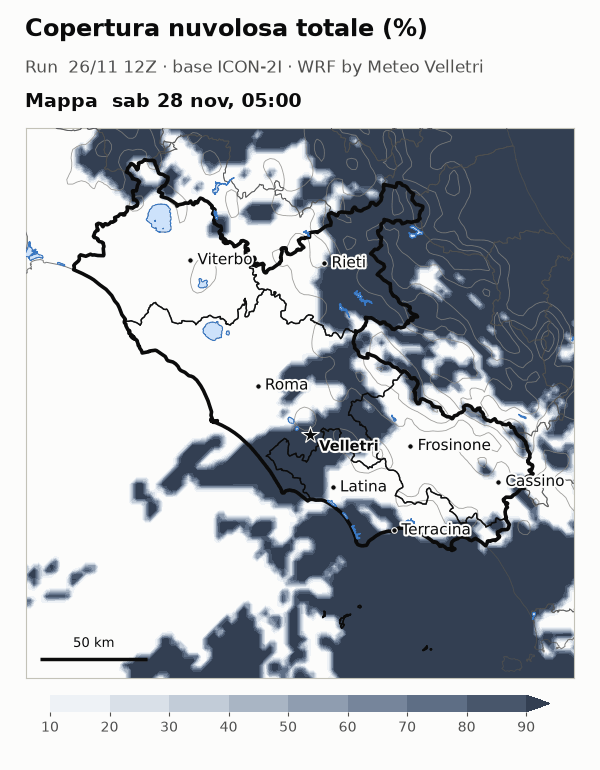 Copertura nuvolosa totale (%)
Run  26/11 12Z · base ICON-2I · WRF by Meteo Velletri
Mappa  sab 28 nov, 05:00
Viterbo
Rieti
Roma
Velletri
Frosinone
Latina
Cassino
Terracina
50 km
10 20 30 40 50 60 70 80 90